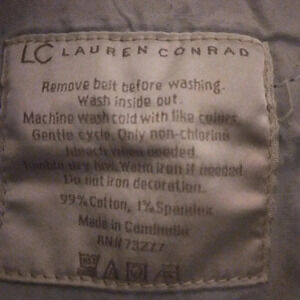 LC LAUREN CONRAD
Remove belt before washing.
Wash inside out.
Machine wash cold with like colors.
Gentle cycle. Only non-chlorine
bleach when needed.
Tumble dry low. Warm iron if needed.
Do not iron decoration.
99% Cotton, 1% Spandex
Made in Cambodia
RN# 73277